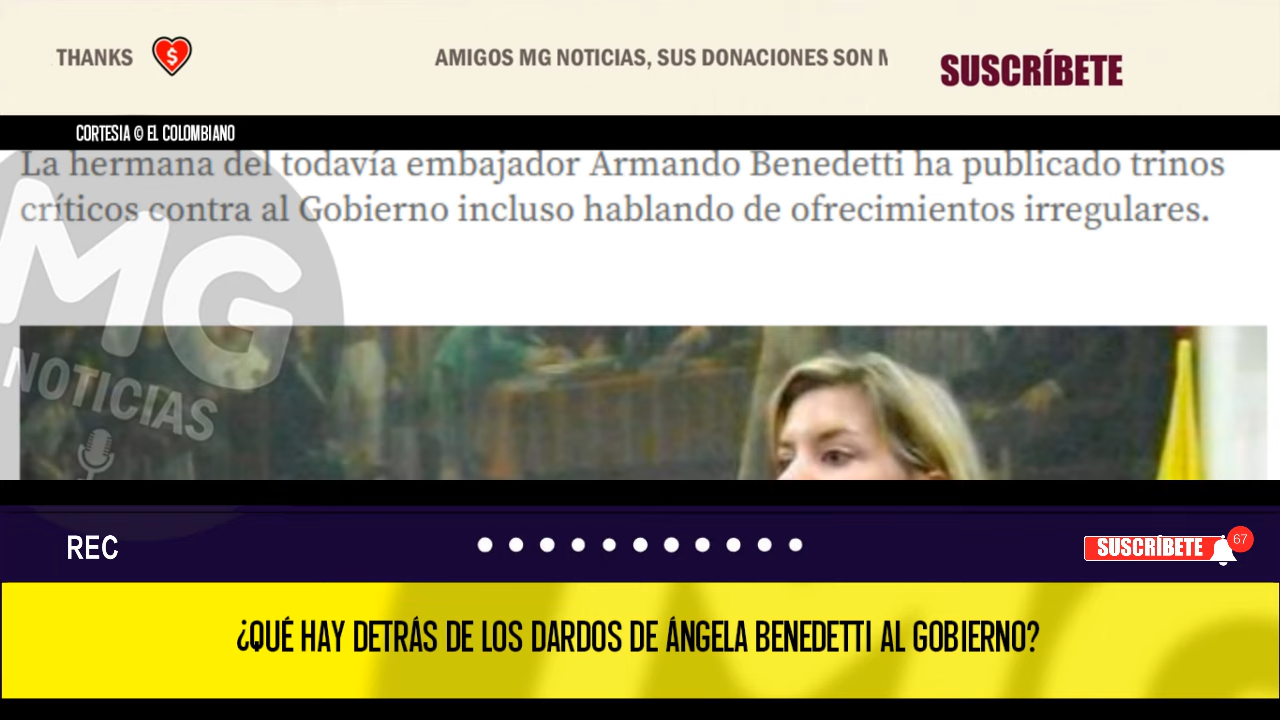 THANKS
$
AMIGOS MG NOTICIAS, SUS DONACIONES SON
SUSCRÍBETE
CORTESIA © EL COLOMBIANO
La hermana del todavía embajador Armando Benedetti ha publicado trinos
críticos contra al Gobierno incluso hablando de ofrecimientos irregulares.
MG
NOTICIAS
REC
SUSCRÍBETE
67
¿QUÉ HAY DETRÁS DE LOS DARDOS DE ÁNGELA BENEDETTI AL GOBIERNO?